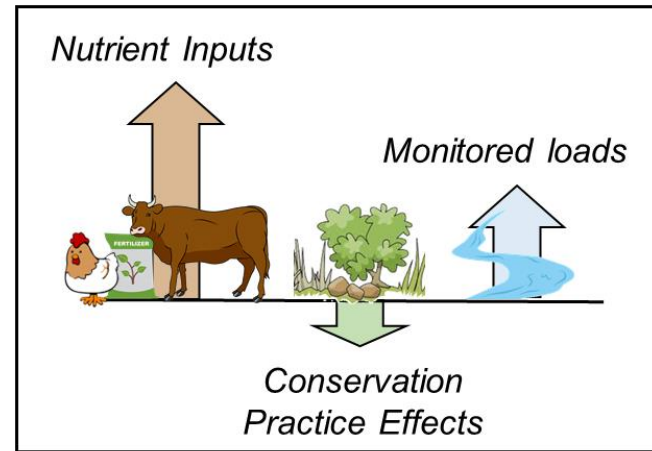 Nutrient Inputs
Monitored loads
FERTILIZER
Conservation
Practice Effects